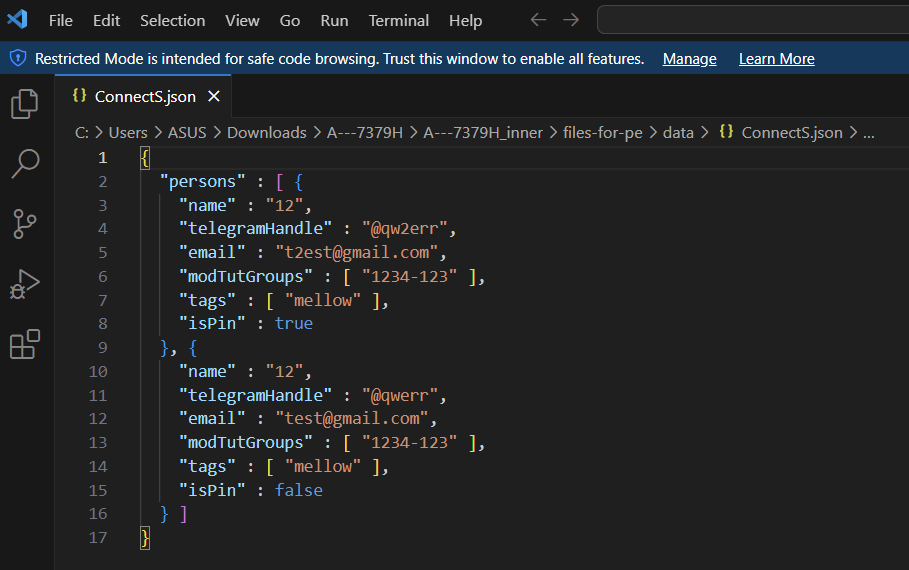 File Edit Selection View Go Run Terminal Help
Restricted Mode is intended for safe code browsing. Trust this window to enable all features. Manage Learn More
{} ConnectS.json
C: > Users > ASUS > Downloads > A---7379H > A---7379H_inner > files-for-pe > data > {} ConnectS.json > ...
1 {
2 "persons" : [ {
3 "name" : "12",
4 "telegramHandle" : "@qw2err",
5 "email" : "t2est@gmail.com",
6 "modTutGroups" : [ "1234-123" ],
7 "tags" : [ "mellow" ],
8 "isPin" : true
9 }, {
10 "name" : "12",
11 "telegramHandle" : "@qwerr",
12 "email" : "test@gmail.com",
13 "modTutGroups" : [ "1234-123" ],
14 "tags" : [ "mellow" ],
15 "isPin" : false
16 } ]
17 }